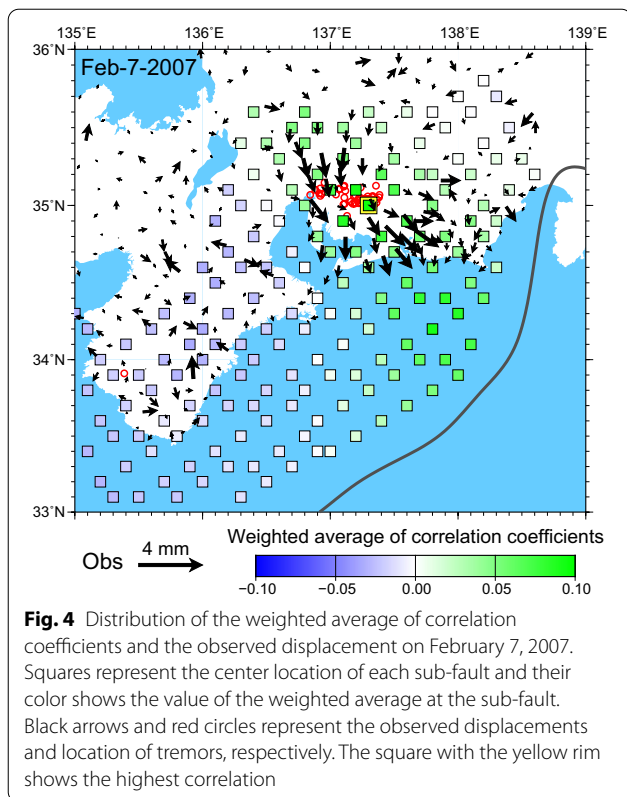 135˚E 136˚E 137˚E 138˚E 139˚E
36˚N
Feb-7-2007
35˚N
34˚N
33˚N
Weighted average of correlation coefficients
Obs 4 mm
−0.10 −0.05 0.00 0.05 0.10
Fig. 4 Distribution of the weighted average of correlation
coefficients and the observed displacement on February 7, 2007.
Squares represent the center location of each sub-fault and their
color shows the value of the weighted average at the sub-fault.
Black arrows and red circles represent the observed displacements
and location of tremors, respectively. The square with the yellow rim
shows the highest correlation